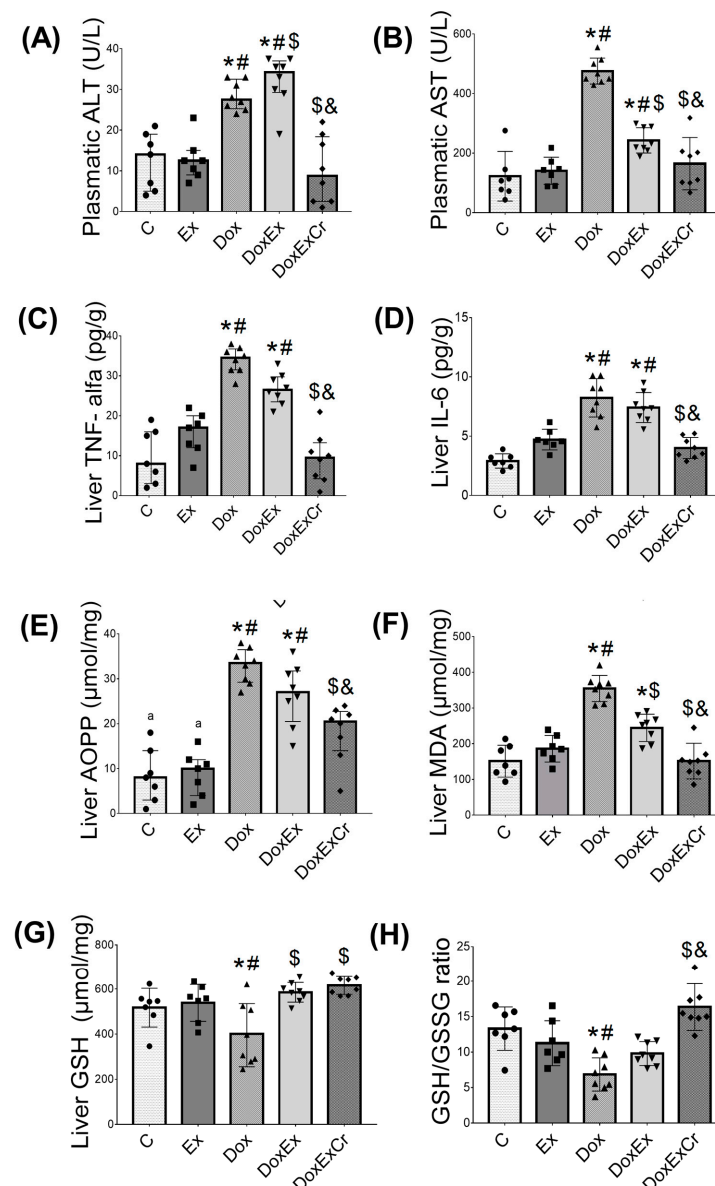 (A)
Plasmatic ALT (U/L)
40
30
20
10
0
*#
*#$
$&
C
Ex
Dox
DoxEx
DoxExCr
(B)
Plasmatic AST (U/L)
600
400
200
0
*#
*#$
$&
C
Ex
Dox
DoxEx
DoxExCr
(C)
Liver TNF- alfa (pg/g)
40
30
20
10
0
*#
*#
$&
C
Ex
Dox
DoxEx
DoxExCr
(D)
Liver IL-6 (pg/g)
15
10
5
0
*#
*#
$&
C
Ex
Dox
DoxEx
DoxExCr
(E)
Liver AOPP (μmol/mg)
40
30
20
10
0
a
a
*#
*#
$&
C
Ex
Dox
DoxEx
DoxExCr
(F)
Liver MDA (μmol/mg)
500
400
300
200
100
0
*#
*$
$&
C
Ex
Dox
DoxEx
DoxExCr
(G)
Liver GSH (μmol/mg)
800
600
400
200
0
*#
$
$
C
Ex
Dox
DoxEx
DoxExCr
(H)
GSH/GSSG ratio
25
20
15
10
5
0
*#
$&
C
Ex
Dox
DoxEx
DoxExCr